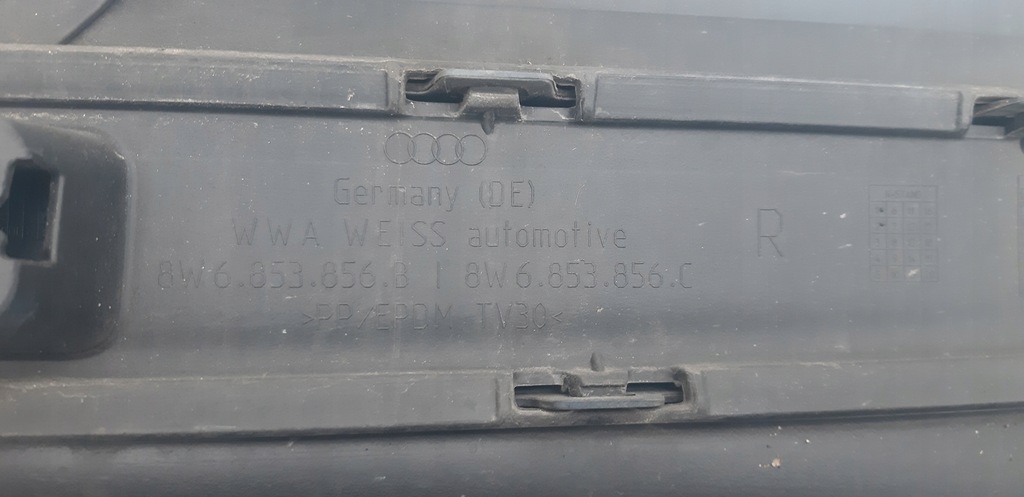 Germany (DE)
WWA WEISS automotive
R
8W6.853.856.B | 8W6.853.856.C
>PP/EPDM TV30<